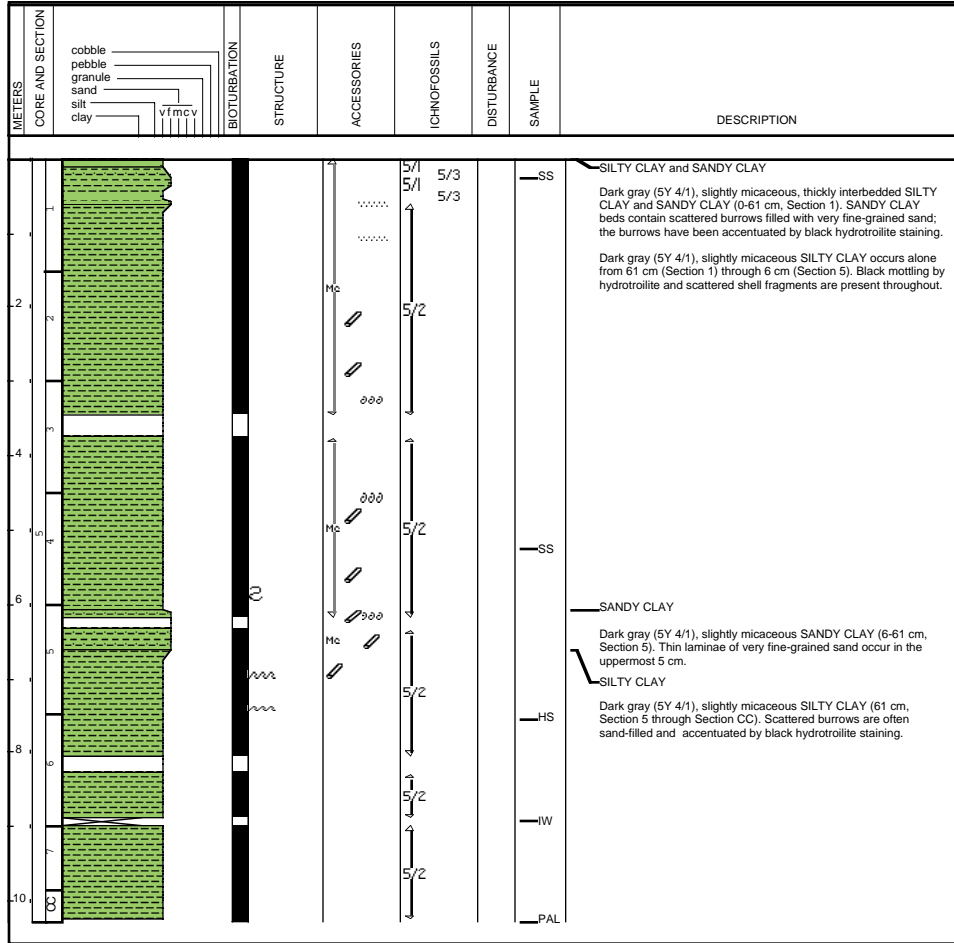 METERS
CORE AND SECTION
cobble
pebble
granule
sand
silt
clay
v f m c v
BIOTURBATION
STRUCTURE
ACCESSORIES
ICHNOFOSSILS
DISTURBANCE
SAMPLE
DESCRIPTION
5/1
5/3
5/1
5/3
SS
1
Mc
2
2
5/2
3
4
5
4
Mc
5/2
SS
6
5
Mc
5/2
HS
8
6
5/2
IW
7
5/2
10
CC
PAL
SILTY CLAY and SANDY CLAY
Dark gray (5Y 4/1), slightly micaceous, thickly interbedded SILTY
CLAY and SANDY CLAY (0-61 cm, Section 1). SANDY CLAY
beds contain scattered burrows filled with very fine-grained sand;
the burrows have been accentuated by black hydrotroilite staining.
Dark gray (5Y 4/1), slightly micaceous SILTY CLAY occurs alone
from 61 cm (Section 1) through 6 cm (Section 5). Black mottling by
hydrotroilite and scattered shell fragments are present throughout.
SANDY CLAY
Dark gray (5Y 4/1), slightly micaceous SANDY CLAY (6-61 cm,
Section 5). Thin laminae of very fine-grained sand occur in the
uppermost 5 cm.
SILTY CLAY
Dark gray (5Y 4/1), slightly micaceous SILTY CLAY (61 cm,
Section 5 through Section CC). Scattered burrows are often
sand-filled and accentuated by black hydrotroilite staining.